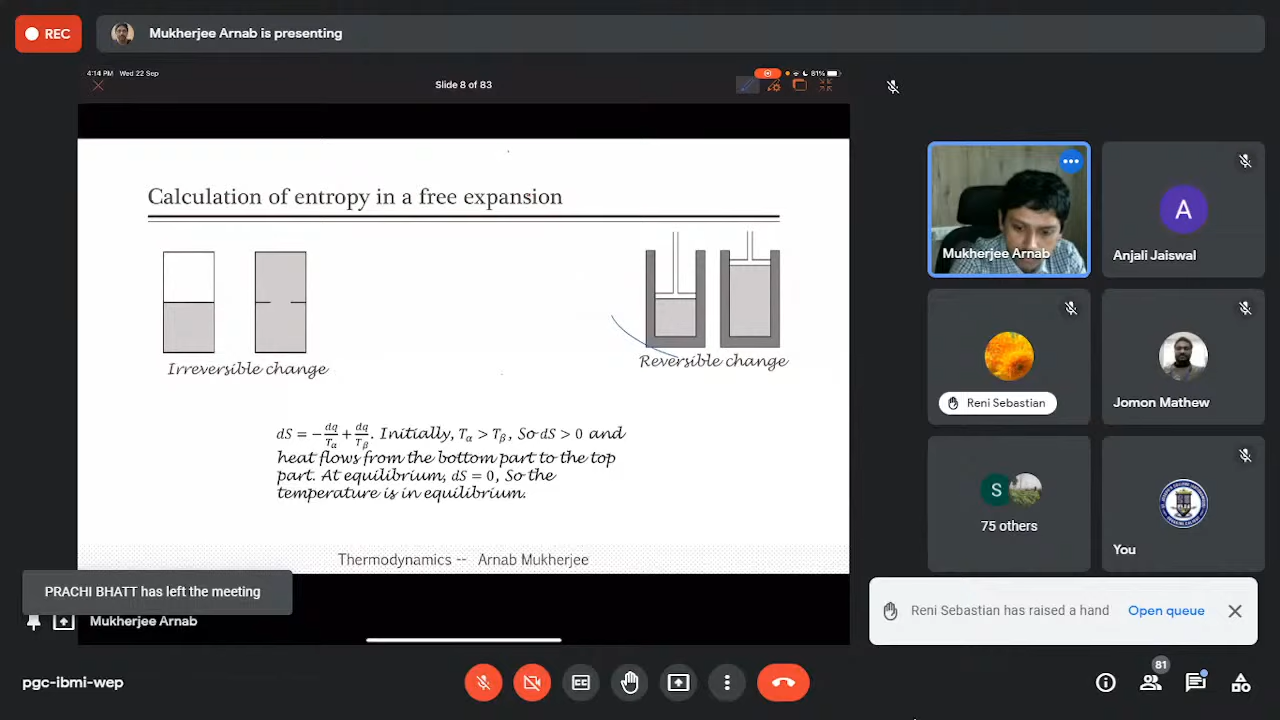 REC
Mukherjee Arnab is presenting
4:14 PM Wed 22 Sep
81%
Slide 8 of 83
Calculation of entropy in a free expansion
Irreversible change
Reversible change
dS = −dq/Tα + dq/Tβ. Initially, Tα > Tβ, So dS > 0 and
heat flows from the bottom part to the top
part. At equilibrium, dS = 0, So the
temperature is in equilibrium.
Thermodynamics -- Arnab Mukherjee
PRACHI BHATT has left the meeting
Mukherjee Arnab
Mukherjee Arnab
A
Anjali Jaiswal
Reni Sebastian
Jomon Mathew
S
75 others
You
Reni Sebastian has raised a hand
Open queue
pgc-ibmi-wep
CC
81